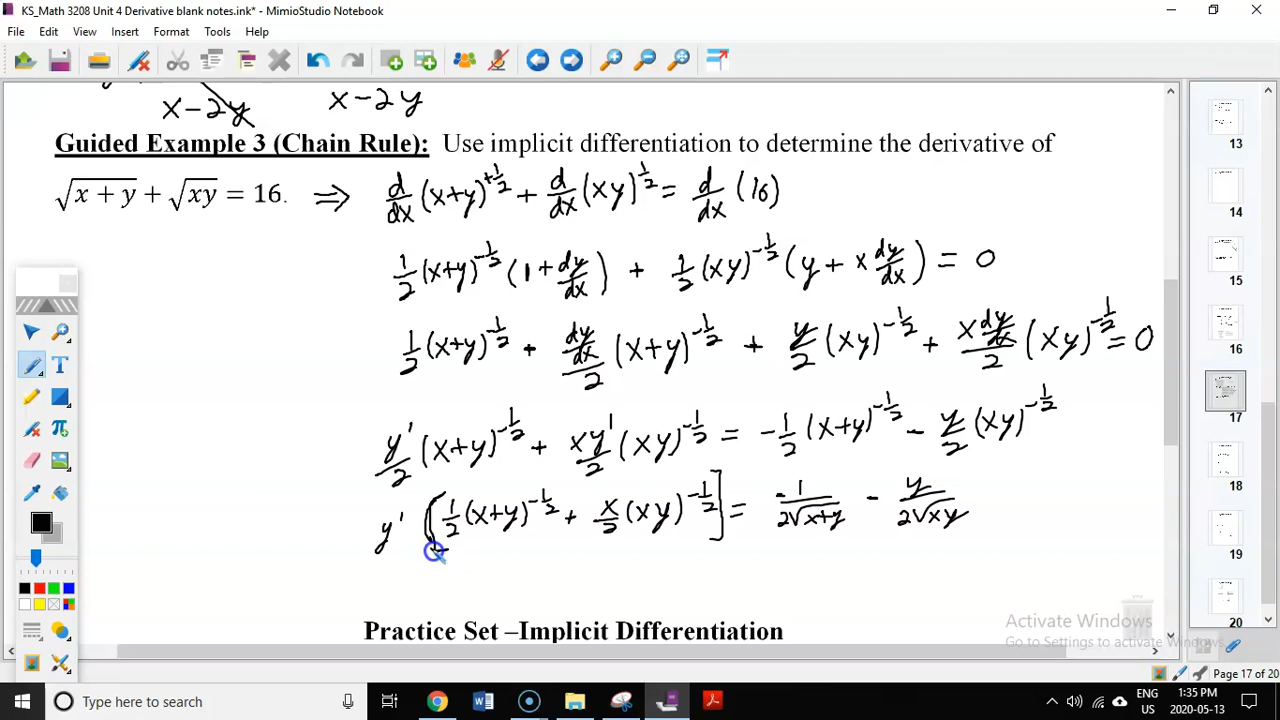 KS_Math 3208 Unit 4 Derivative blank notes.ink* - MimioStudio Notebook
File Edit View Insert Format Tools Help
x-2y x-2y
Guided Example 3 (Chain Rule): Use implicit differentiation to determine the derivative of
√(x + y) + √(xy) = 16. ⇒ d/dx (x+y)^(+1/2) + d/dx (xy)^(1/2) = d/dx (16)
1/2 (x+y)^(-1/2) (1 + dy/dx) + 1/2 (xy)^(-1/2) (y + x dy/dx) = 0
1/2 (x+y)^(-1/2) + (dy/dx)/2 (x+y)^(-1/2) + y/2 (xy)^(-1/2) + (x dy/dx)/2 (xy)^(-1/2) = 0
y'/2 (x+y)^(-1/2) + xy'/2 (xy)^(-1/2) = -1/2 (x+y)^(-1/2) - y/2 (xy)^(-1/2)
y' [1/2 (x+y)^(-1/2) + x/2 (xy)^(-1/2)] = -1/(2√(x+y)) - y/(2√(xy))
Practice Set –Implicit Differentiation
13
14
15
16
17
18
19
20
Activate Windows
Go to Settings to activate Windows.
Page 17 of 20
Type here to search
ENG
US
1:35 PM
2020-05-13